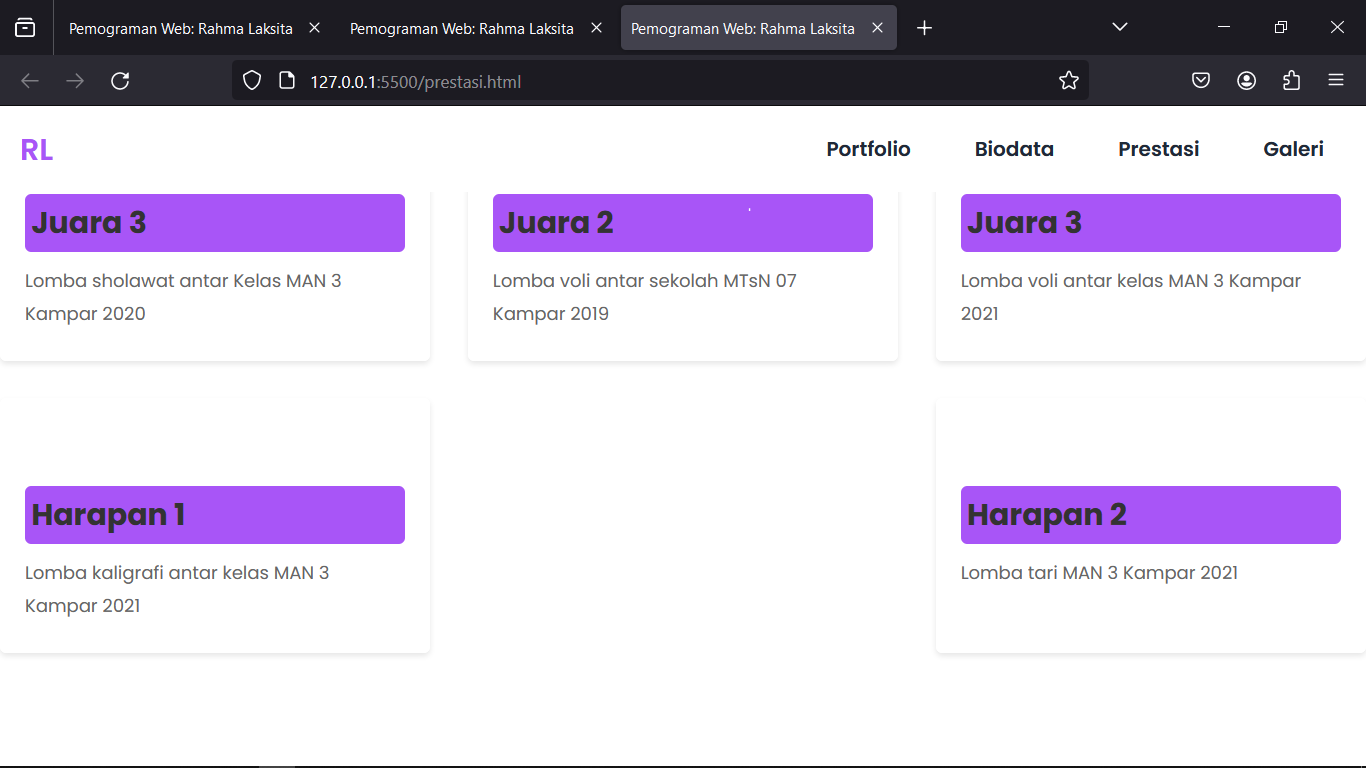 Pemograman Web: Rahma Laksita
Pemograman Web: Rahma Laksita
Pemograman Web: Rahma Laksita
127.0.0.1:5500/prestasi.html
RL
Portfolio
Biodata
Prestasi
Galeri
Juara 3
Lomba sholawat antar Kelas MAN 3
Kampar 2020
Juara 2
Lomba voli antar sekolah MTsN 07
Kampar 2019
Juara 3
Lomba voli antar kelas MAN 3 Kampar
2021
Harapan 1
Lomba kaligrafi antar kelas MAN 3
Kampar 2021
Harapan 2
Lomba tari MAN 3 Kampar 2021